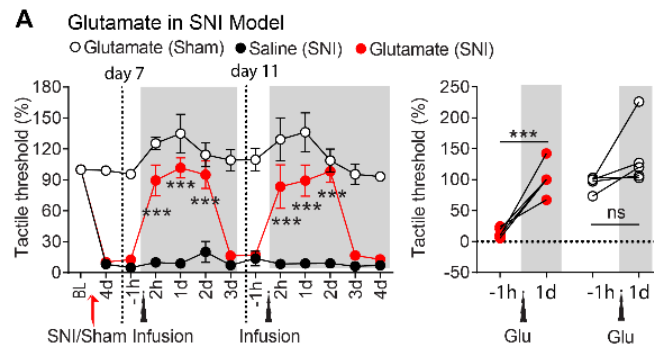 A Glutamate in SNI Model
Glutamate (Sham) Saline (SNI) Glutamate (SNI)
day 7 day 11
Tactile threshold (%)
180
150
120
90
60
30
0
*** *** *** *** *** ***
BL 4d -1h 2h 1d 2d 3d -1h 2h 1d 2d 3d 4d
SNI/Sham Infusion Infusion
Tactile threshold (%)
250
200
150
100
50
0
-50
***
ns
-1h 1d -1h 1d
Glu Glu